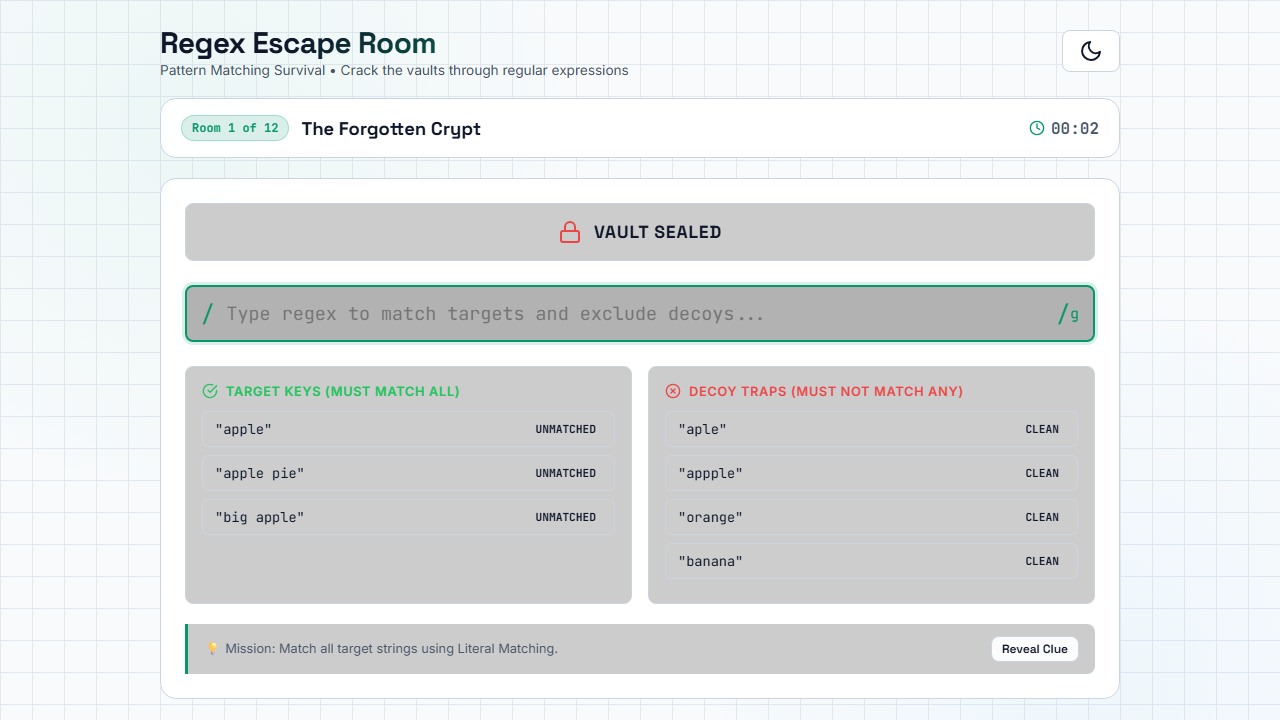 Regex Escape Room
Pattern Matching Survival • Crack the vaults through regular expressions
Room 1 of 12
The Forgotten Crypt
00:02
VAULT SEALED
/ Type regex to match targets and exclude decoys... /g
TARGET KEYS (MUST MATCH ALL)
"apple" UNMATCHED
"apple pie" UNMATCHED
"big apple" UNMATCHED
DECOY TRAPS (MUST NOT MATCH ANY)
"aple" CLEAN
"appple" CLEAN
"orange" CLEAN
"banana" CLEAN
💡 Mission: Match all target strings using Literal Matching.
Reveal Clue